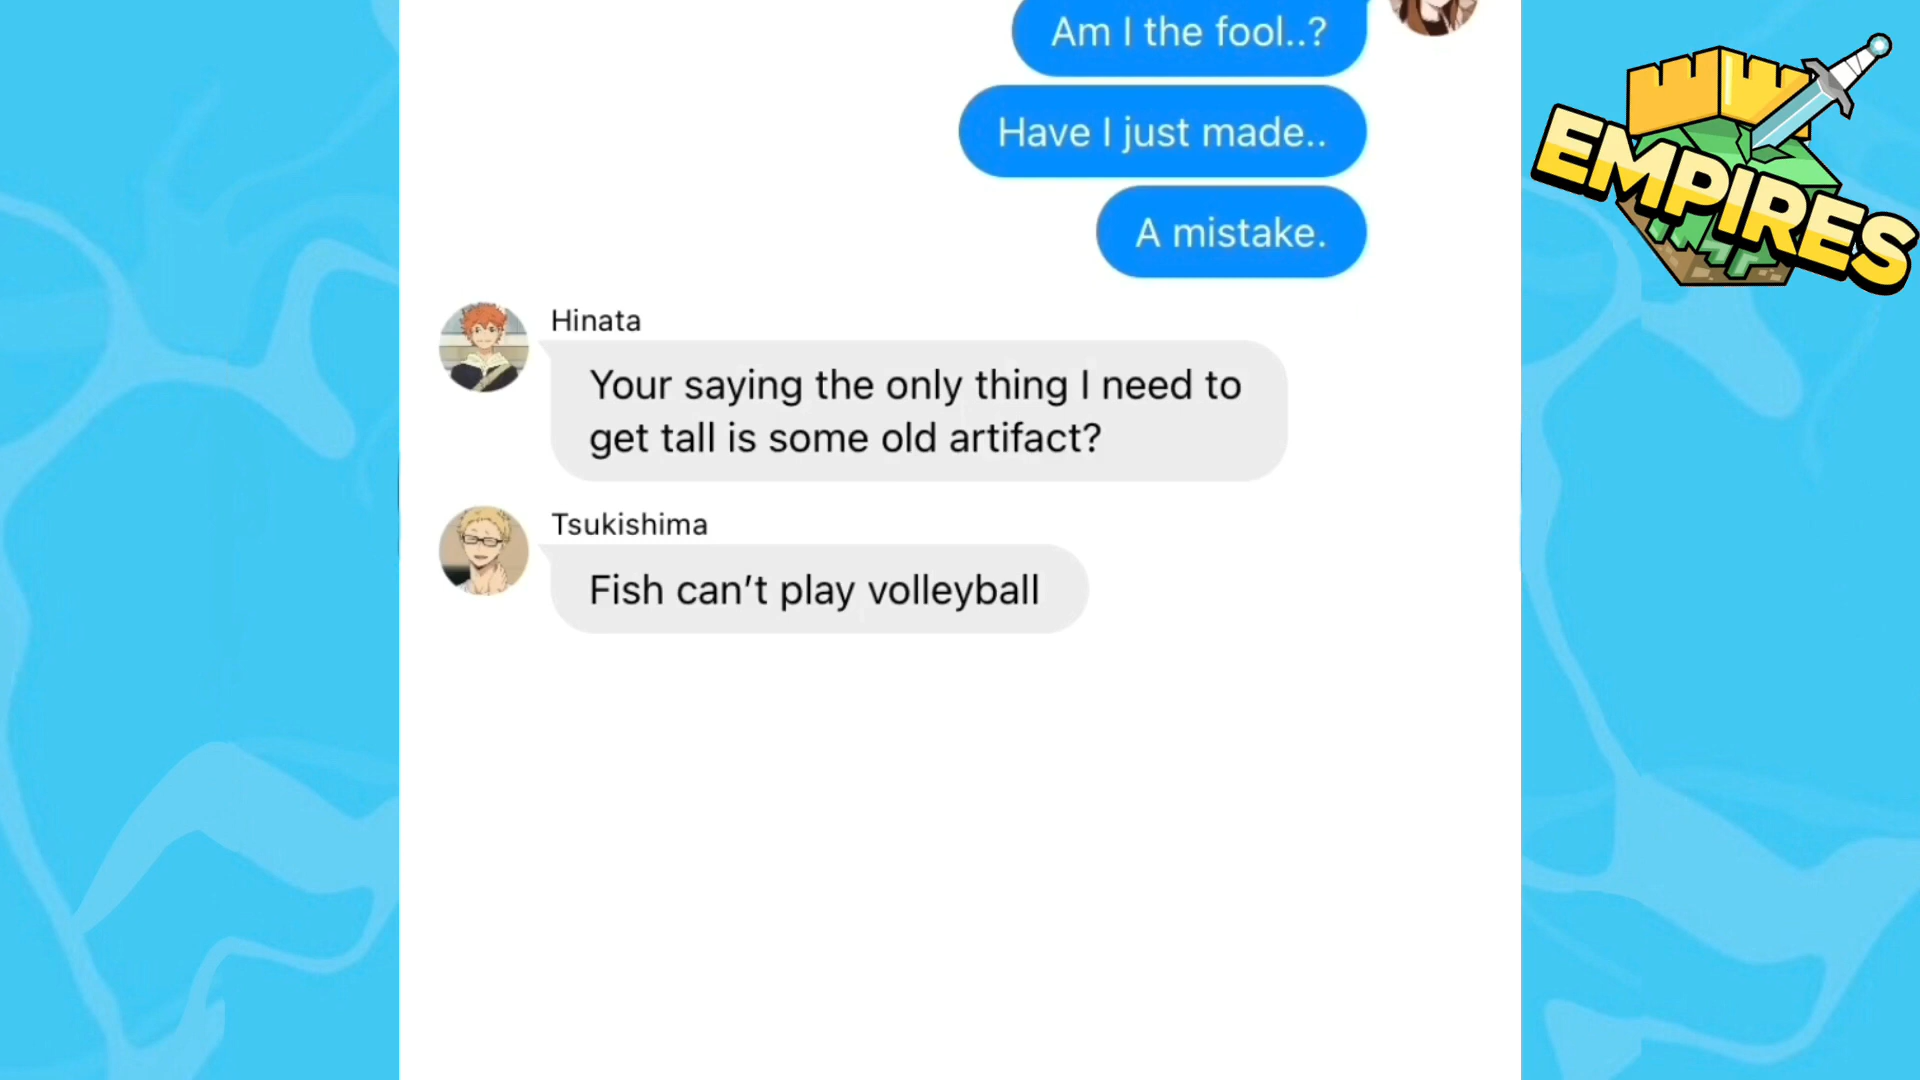 Am I the fool..?
Have I just made..
A mistake.
Hinata
Your saying the only thing I need to
get tall is some old artifact?
Tsukishima
Fish can’t play volleyball
EMPIRES